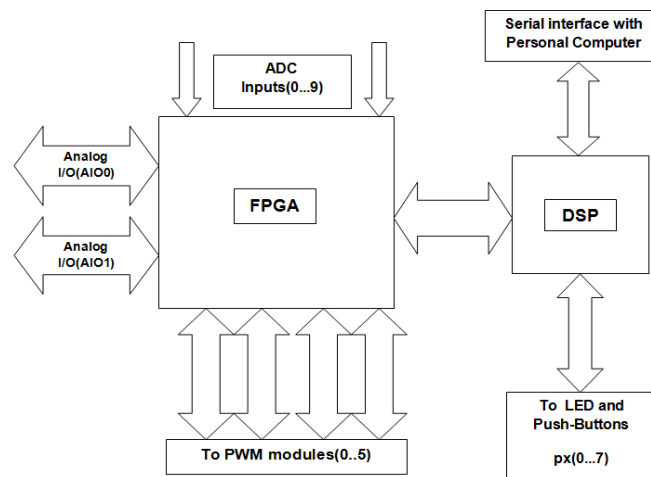 Serial interface with
Personal Computer
ADC
Inputs(0...9)
Analog
I/O(AIO0)
FPGA
DSP
Analog
I/O(AIO1)
To LED and
Push-Buttons
px(0...7)
To PWM modules(0..5)